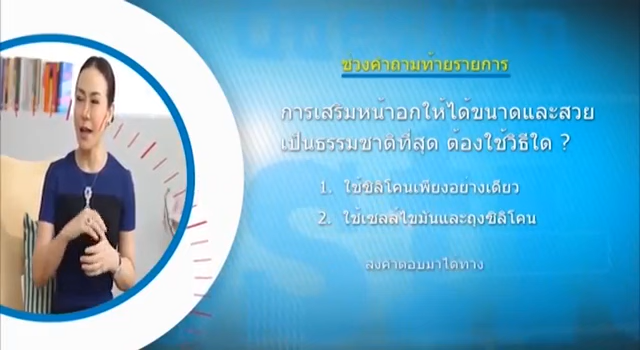 ช่วงคำถามท้ายรายการ
การเสริมหน้าอกให้ได้ขนาดและสวย
เป็นธรรมชาติที่สุด ต้องใช้วิธีใด ?
1. ใช้ซิลิโคนเพียงอย่างเดียว
2. ใช้เซลล์ไขมันและถุงซิลิโคน
ส่งคำตอบมาได้ทาง